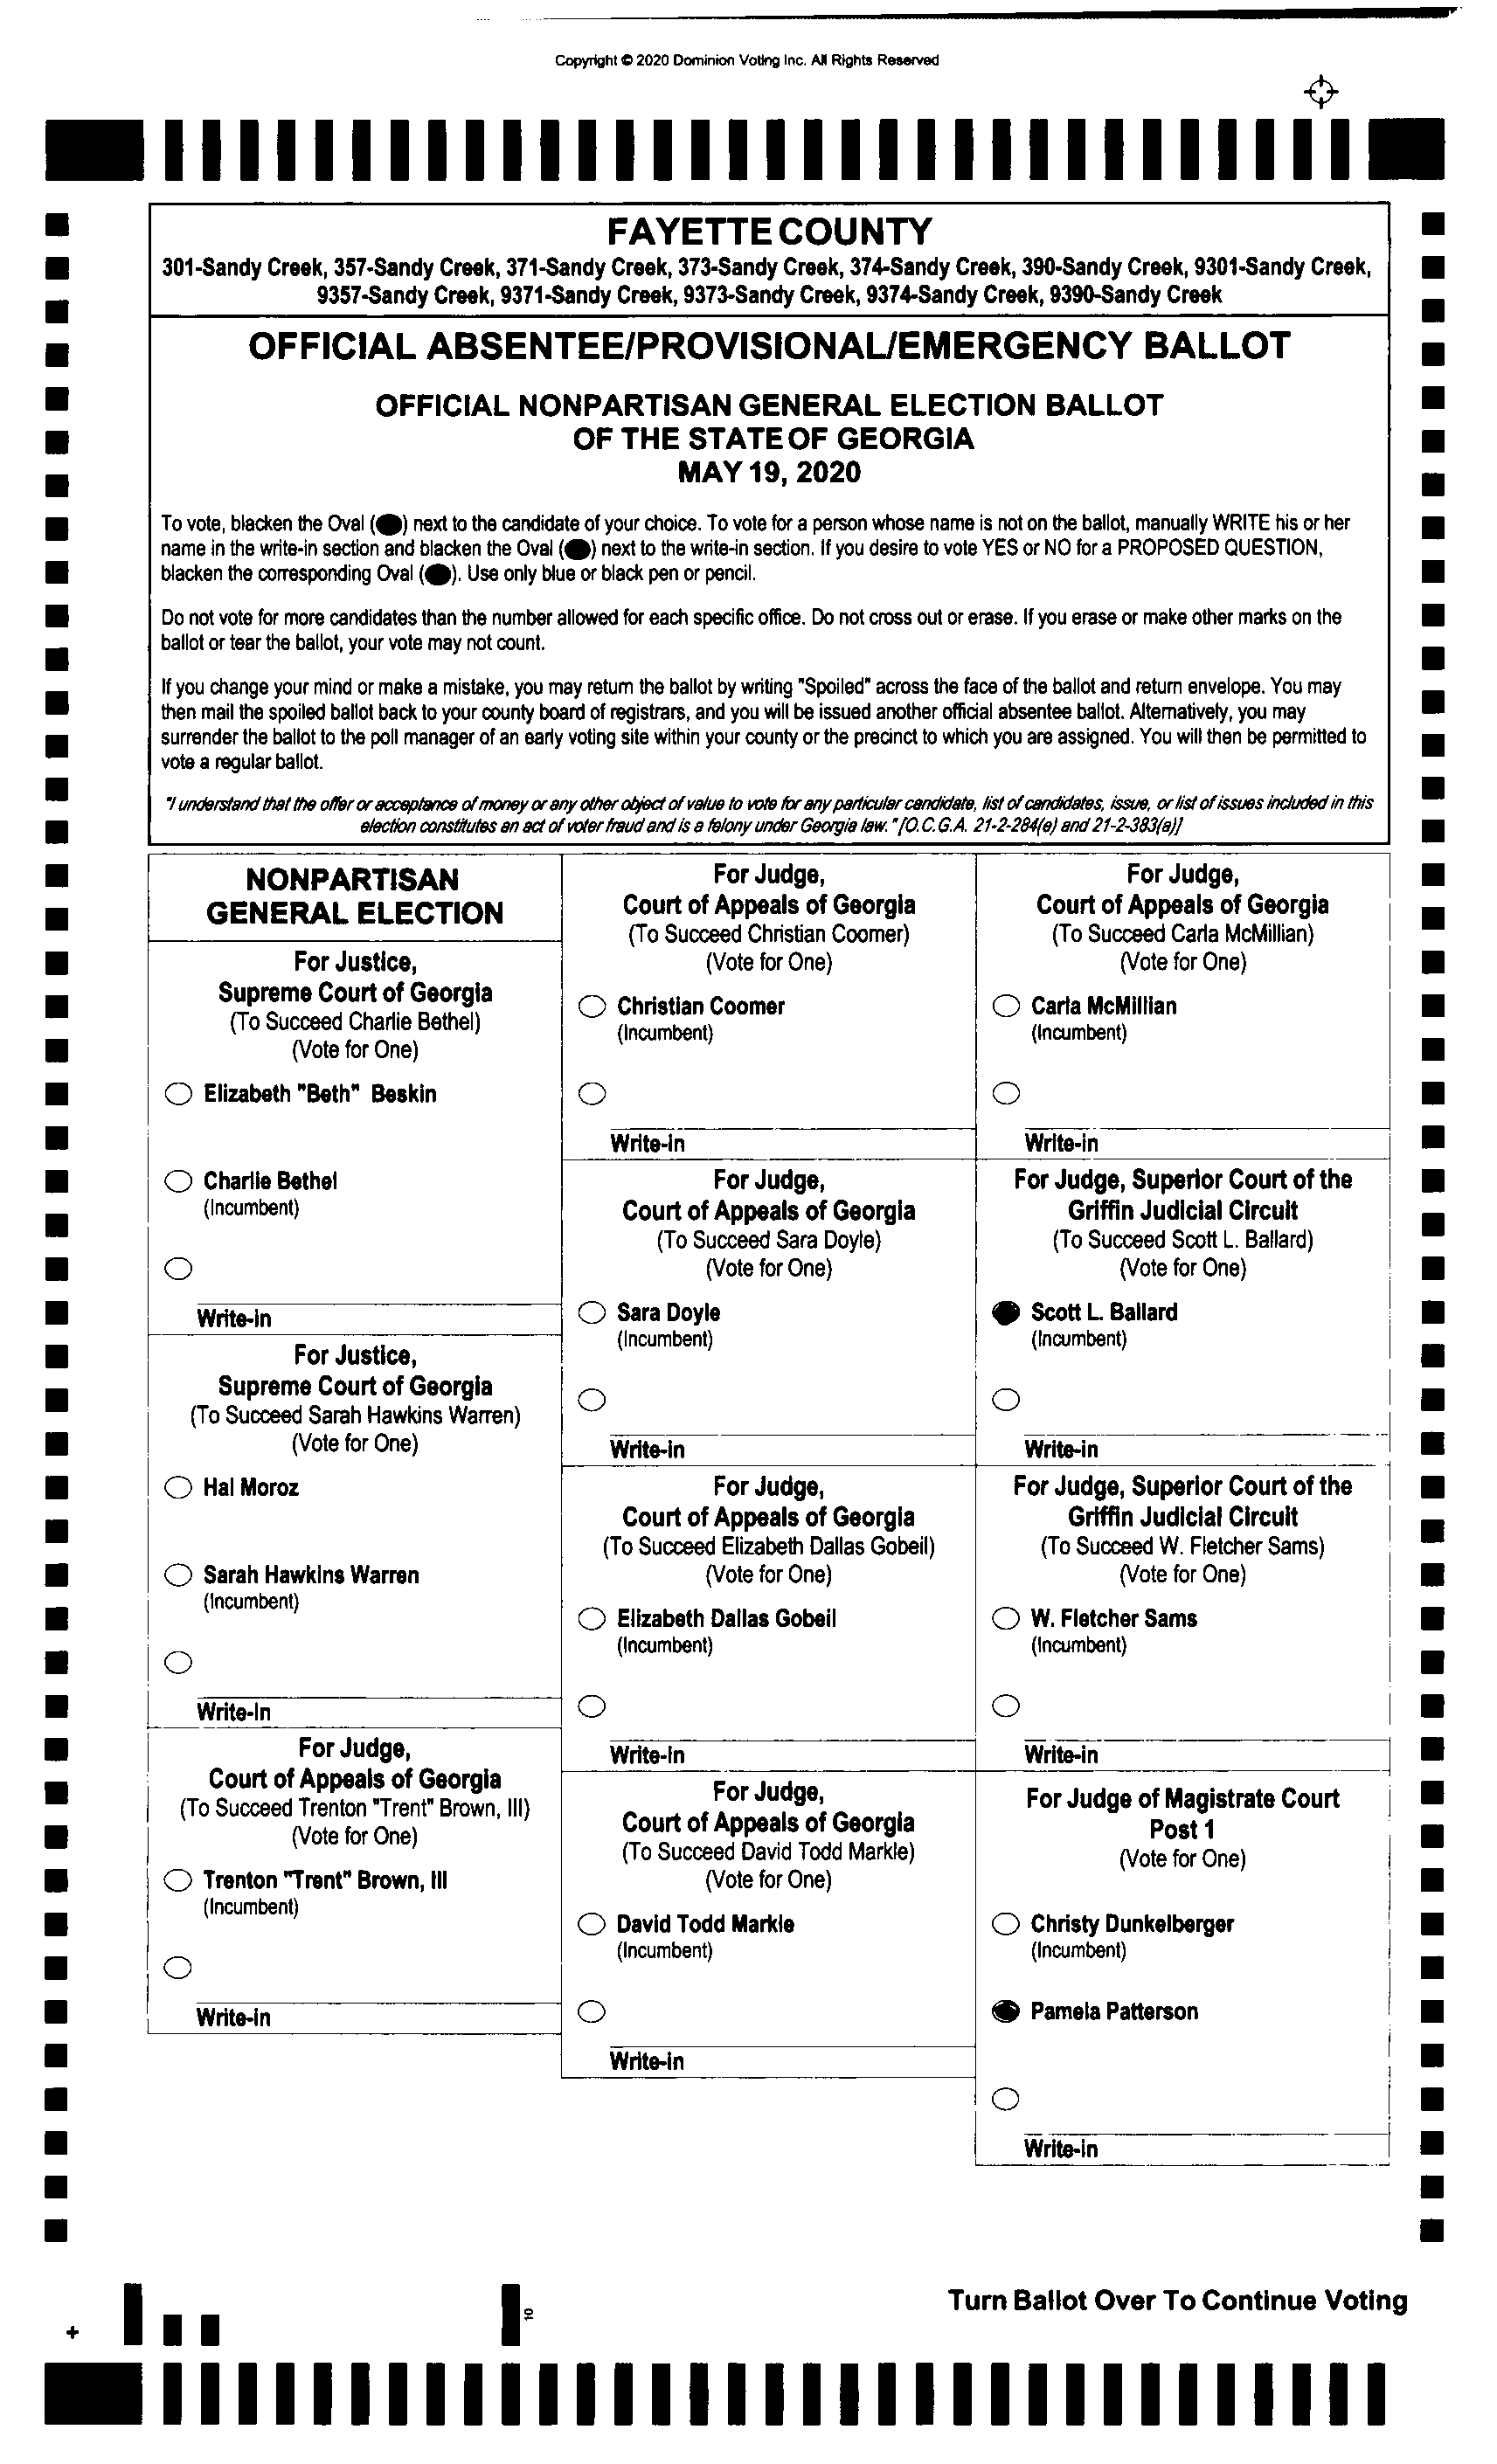 Copyright © 2020 Dominion Voting Inc. All Rights Reserved
FAYETTE COUNTY
301-Sandy Creek, 357-Sandy Creek, 371-Sandy Creek, 373-Sandy Creek, 374-Sandy Creek, 390-Sandy Creek, 9301-Sandy Creek,
9357-Sandy Creek, 9371-Sandy Creek, 9373-Sandy Creek, 9374-Sandy Creek, 9390-Sandy Creek
OFFICIAL ABSENTEE/PROVISIONAL/EMERGENCY BALLOT
OFFICIAL NONPARTISAN GENERAL ELECTION BALLOT
OF THE STATE OF GEORGIA
MAY 19, 2020
To vote, blacken the Oval ( ) next to the candidate of your choice. To vote for a person whose name is not on the ballot, manually WRITE his or her
name in the write-in section and blacken the Oval ( ) next to the write-in section. If you desire to vote YES or NO for a PROPOSED QUESTION,
blacken the corresponding Oval ( ). Use only blue or black pen or pencil.
Do not vote for more candidates than the number allowed for each specific office. Do not cross out or erase. If you erase or make other marks on the
ballot or tear the ballot, your vote may not count.
If you change your mind or make a mistake, you may return the ballot by writing "Spoiled" across the face of the ballot and return envelope. You may
then mail the spoiled ballot back to your county board of registrars, and you will be issued another official absentee ballot. Alternatively, you may
surrender the ballot to the poll manager of an early voting site within your county or the precinct to which you are assigned. You will then be permitted to
vote a regular ballot.
"I understand that the offer or acceptance of money or any other object of value to vote for any particular candidate, list of candidates, issue, or list of issues included in this
election constitutes an act of voter fraud and is a felony under Georgia law." [O.C.G.A. 21-2-284(e) and 21-2-383(a)]
NONPARTISAN
GENERAL ELECTION
For Justice,
Supreme Court of Georgia
(To Succeed Charlie Bethel)
(Vote for One)
Elizabeth "Beth" Beskin
Charlie Bethel
(Incumbent)
Write-in
For Justice,
Supreme Court of Georgia
(To Succeed Sarah Hawkins Warren)
(Vote for One)
Hal Moroz
Sarah Hawkins Warren
(Incumbent)
Write-in
For Judge,
Court of Appeals of Georgia
(To Succeed Trenton "Trent" Brown, III)
(Vote for One)
Trenton "Trent" Brown, III
(Incumbent)
Write-in
For Judge,
Court of Appeals of Georgia
(To Succeed Christian Coomer)
(Vote for One)
Christian Coomer
(Incumbent)
Write-in
For Judge,
Court of Appeals of Georgia
(To Succeed Sara Doyle)
(Vote for One)
Sara Doyle
(Incumbent)
Write-in
For Judge,
Court of Appeals of Georgia
(To Succeed Elizabeth Dallas Gobeil)
(Vote for One)
Elizabeth Dallas Gobeil
(Incumbent)
Write-in
For Judge,
Court of Appeals of Georgia
(To Succeed David Todd Markle)
(Vote for One)
David Todd Markle
(Incumbent)
Write-in
For Judge,
Court of Appeals of Georgia
(To Succeed Carla McMillian)
(Vote for One)
Carla McMillian
(Incumbent)
Write-in
For Judge, Superior Court of the
Griffin Judicial Circuit
(To Succeed Scott L. Ballard)
(Vote for One)
Scott L. Ballard
(Incumbent)
Write-in
For Judge, Superior Court of the
Griffin Judicial Circuit
(To Succeed W. Fletcher Sams)
(Vote for One)
W. Fletcher Sams
(Incumbent)
Write-in
For Judge of Magistrate Court
Post 1
(Vote for One)
Christy Dunkelberger
(Incumbent)
Pamela Patterson
Write-in
Turn Ballot Over To Continue Voting
10